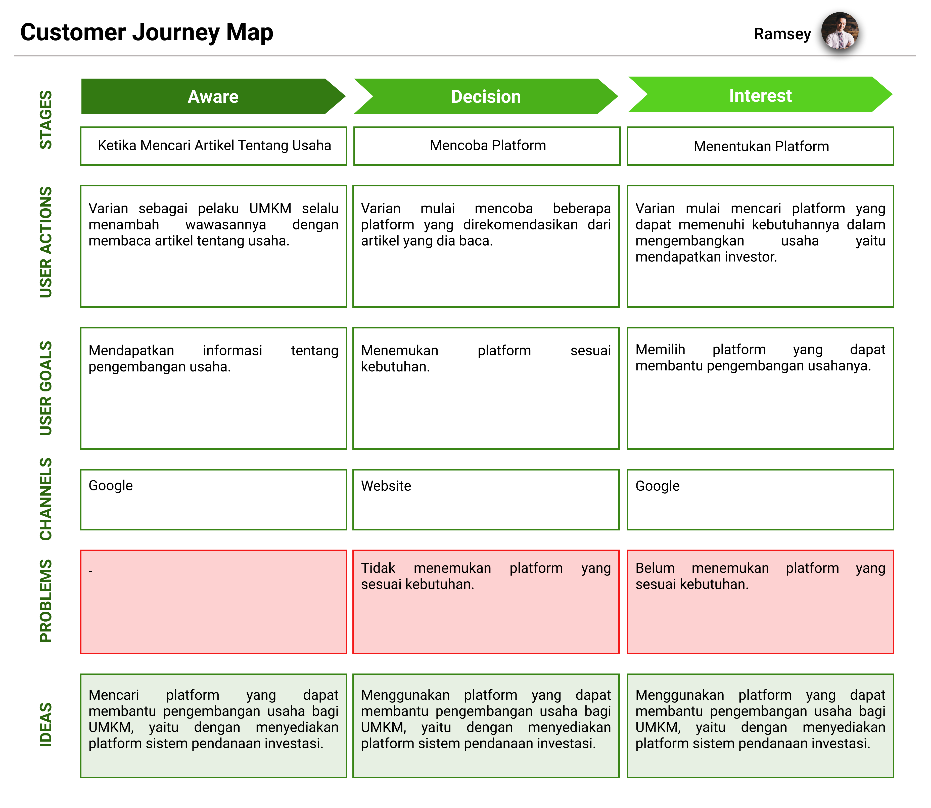 Customer Journey Map
Ramsey
STAGES
Aware
Decision
Interest
Ketika Mencari Artikel Tentang Usaha
Mencoba Platform
Menentukan Platform
USER ACTIONS
Varian sebagai pelaku UMKM selalu
menambah wawasannya dengan
membaca artikel tentang usaha.
Varian mulai mencoba beberapa
platform yang direkomendasikan dari
artikel yang dia baca.
Varian mulai mencari platform yang
dapat memenuhi kebutuhannya dalam
mengembangkan usaha yaitu
mendapatkan investor.
USER GOALS
Mendapatkan informasi tentang
pengembangan usaha.
Menemukan platform sesuai
kebutuhan.
Memilih platform yang dapat
membantu pengembangan usahanya.
CHANNELS
Google
Website
Google
PROBLEMS
-
Tidak menemukan platform yang
sesuai kebutuhan.
Belum menemukan platform yang
sesuai kebutuhan.
IDEAS
Mencari platform yang dapat
membantu pengembangan usaha bagi
UMKM, yaitu dengan menyediakan
platform sistem pendanaan investasi.
Menggunakan platform yang dapat
membantu pengembangan usaha bagi
UMKM, yaitu dengan menyediakan
platform sistem pendanaan investasi.
Menggunakan platform yang dapat
membantu pengembangan usaha bagi
UMKM, yaitu dengan menyediakan
platform sistem pendanaan investasi.